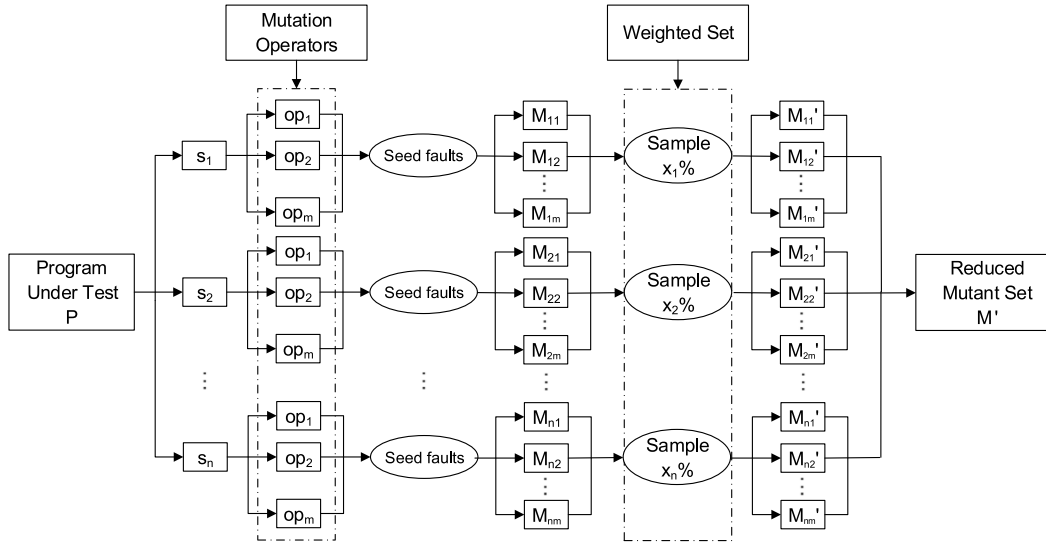 Mutation
Operators
Weighted Set
op₁
M₁₁
M₁₁'
s₁
op₂
Seed faults
M₁₂
Sample
x₁%
M₁₂'
opₘ
M₁ₘ
M₁ₘ'
Program
Under Test
P
op₁
M₂₁
M₂₁'
s₂
op₂
Seed faults
M₂₂
Sample
x₂%
M₂₂'
opₘ
M₂ₘ
M₂ₘ'
Reduced
Mutant Set
M'
op₁
Mₙ₁
Mₙ₁'
sₙ
op₂
Seed faults
Mₙ₂
Sample
xₙ%
Mₙ₂'
opₘ
Mₙₘ
Mₙₘ'